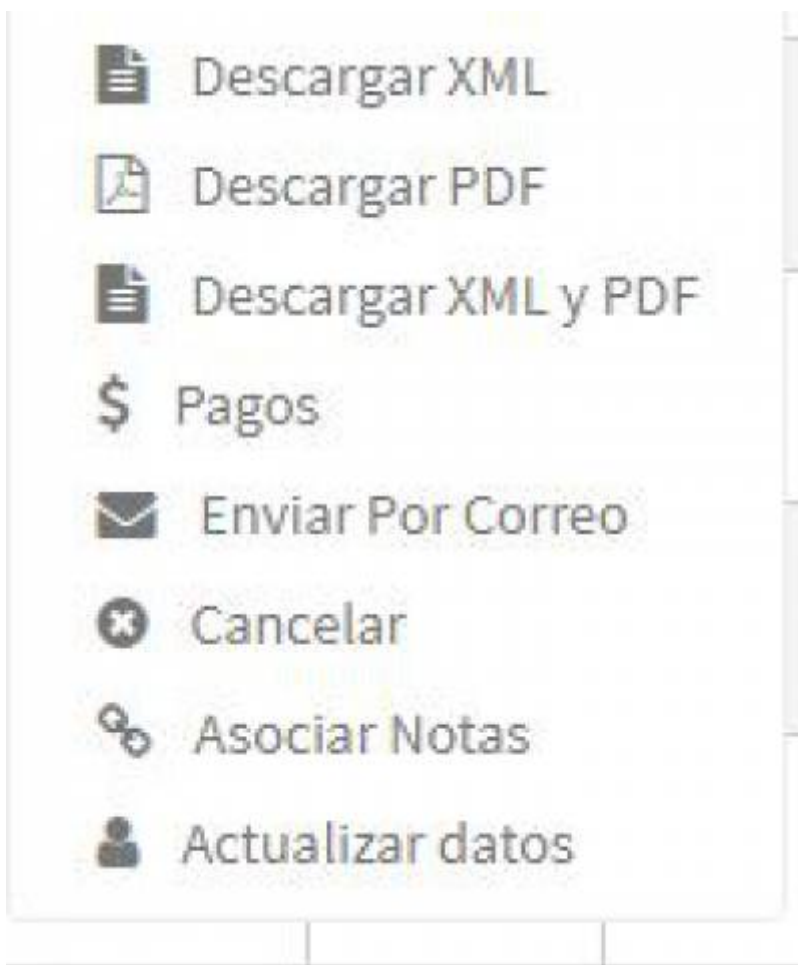 Descargar XML
Descargar PDF
Descargar XML y PDF
$ Pagos
Enviar Por Correo
Cancelar
Asociar Notas
Actualizar datos